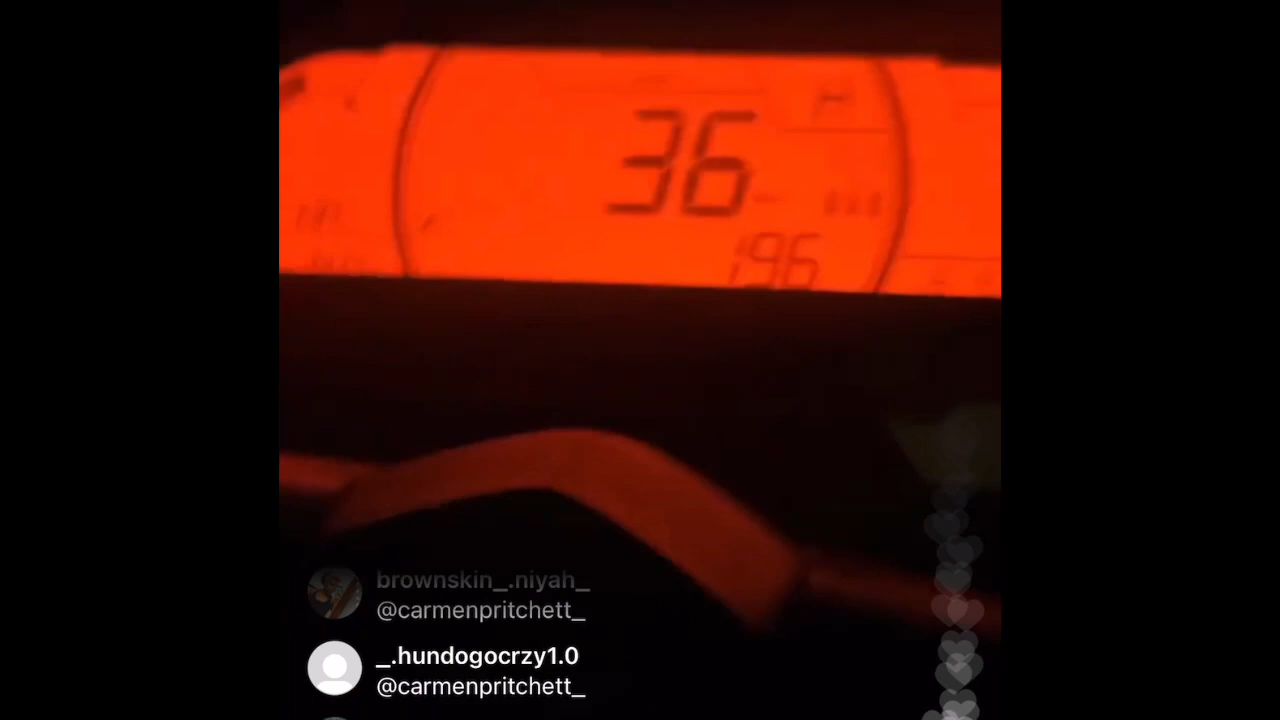 36
196
brownskin_.niyah_
@carmenpritchett_
_.hundogocrzy1.0
@carmenpritchett_